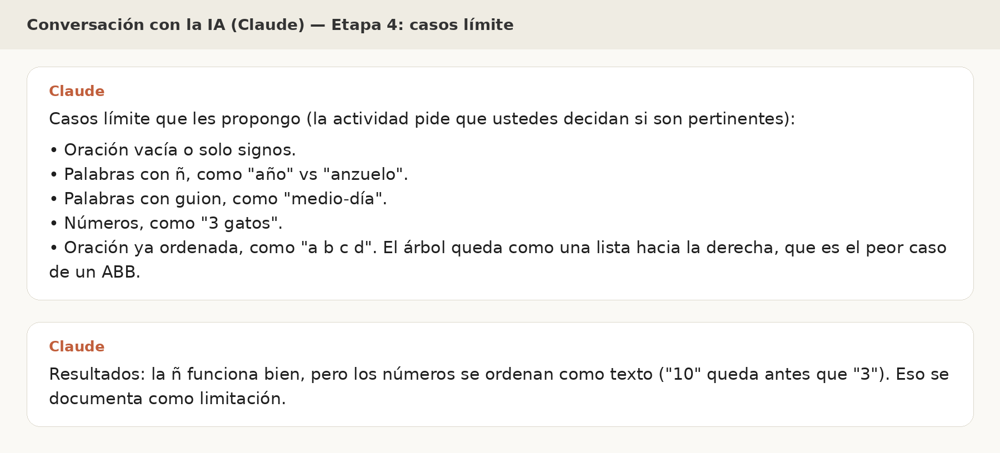 Conversación con la IA (Claude) — Etapa 4: casos límite
Claude
Casos límite que les propongo (la actividad pide que ustedes decidan si son pertinentes):
• Oración vacía o solo signos.
• Palabras con ñ, como "año" vs "anzuelo".
• Palabras con guion, como "medio-día".
• Números, como "3 gatos".
• Oración ya ordenada, como "a b c d". El árbol queda como una lista hacia la derecha, que es el peor caso
de un ABB.
Claude
Resultados: la ñ funciona bien, pero los números se ordenan como texto ("10" queda antes que "3"). Eso se
documenta como limitación.